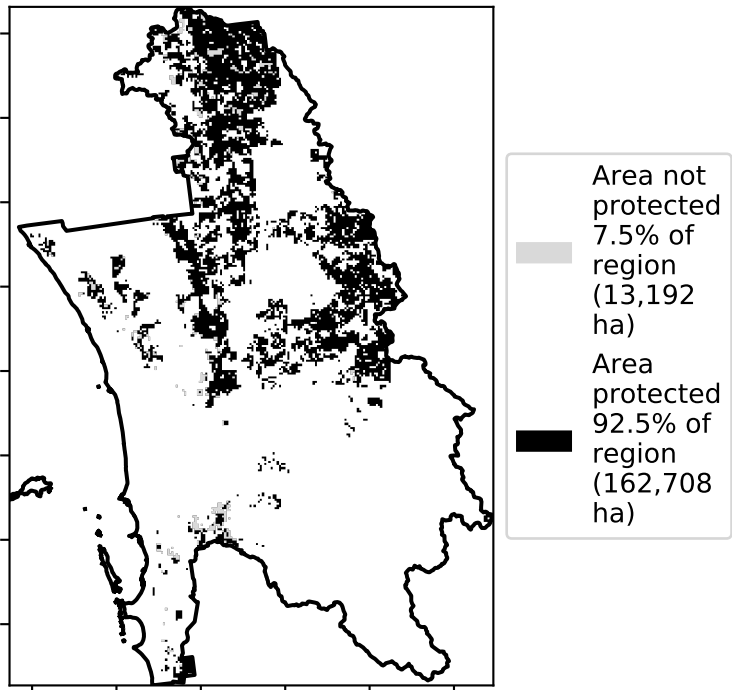 Area not
protected
7.5% of
region
(13,192
ha)
Area
protected
92.5% of
region
(162,708
ha)